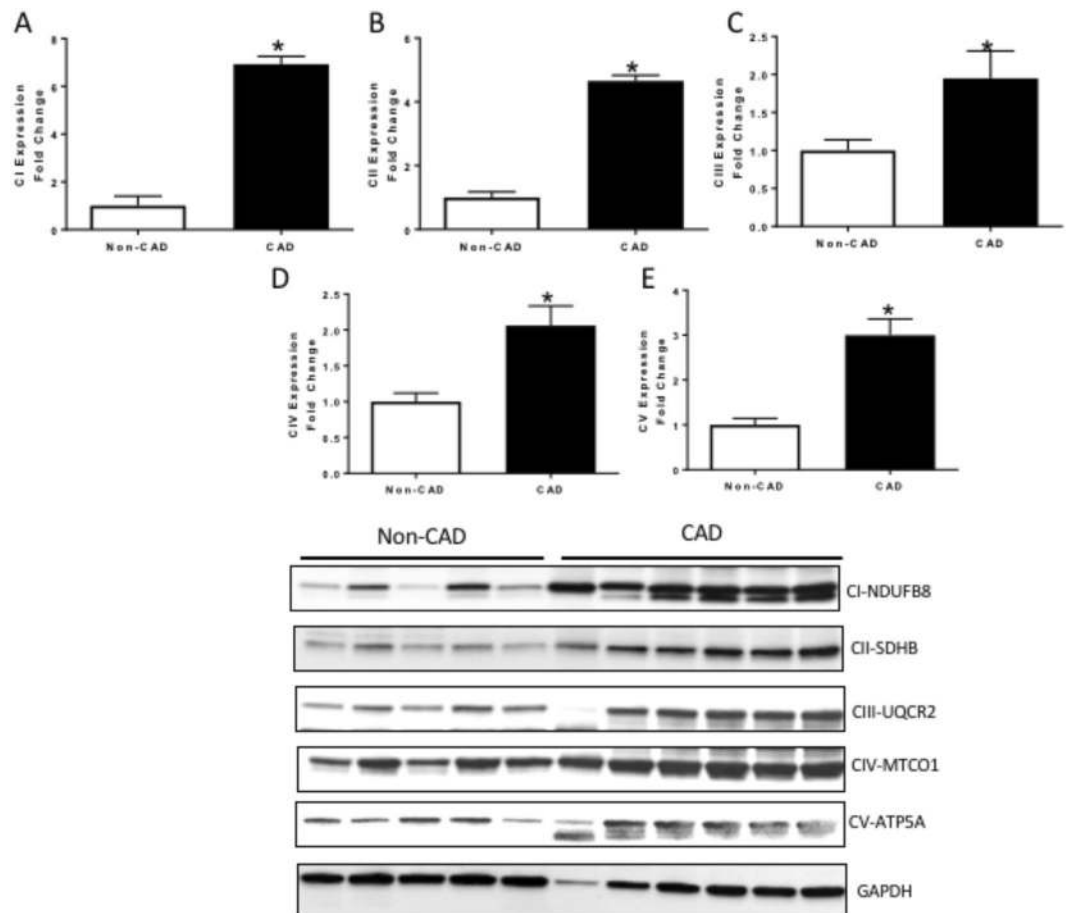 A
CI Expression
Fold Change
8
6
4
2
0
*
Non-CAD
CAD
B
CII Expression
Fold Change
6
4
2
0
*
Non-CAD
CAD
C
CIII Expression
Fold Change
2.5
2.0
1.5
1.0
0.5
0.0
*
Non-CAD
CAD
D
CIV Expression
Fold Change
2.5
2.0
1.5
1.0
0.5
0.0
*
Non-CAD
CAD
E
CV Expression
Fold Change
4
3
2
1
0
*
Non-CAD
CAD
Non-CAD
CAD
CI-NDUFB8
CII-SDHB
CIII-UQCR2
CIV-MTCO1
CV-ATP5A
GAPDH